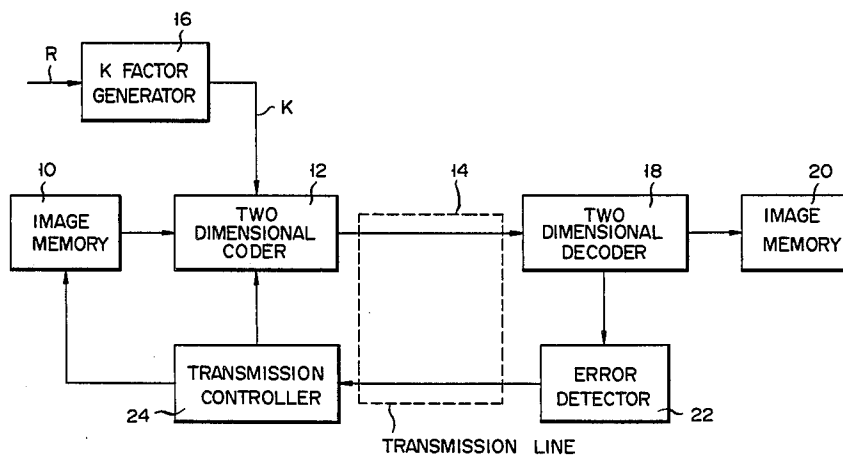 16
R
K FACTOR
GENERATOR
K
10
IMAGE
MEMORY
12
TWO
DIMENSIONAL
CODER
14
18
TWO
DIMENSIONAL
DECODER
20
IMAGE
MEMORY
TRANSMISSION
CONTROLLER
24
ERROR
DETECTOR
22
TRANSMISSION LINE